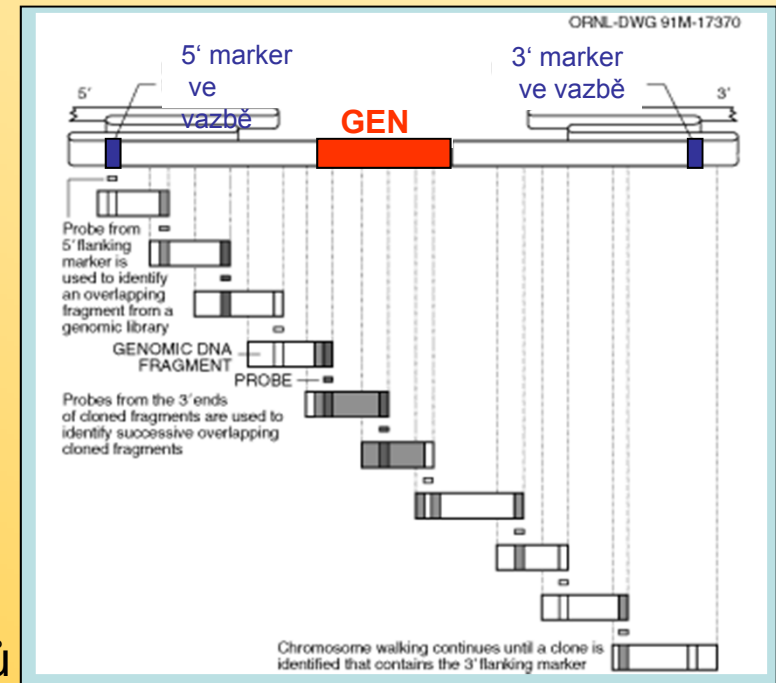 ORNL-DWG 91M-17370
5‘ marker
ve
vazbě
3‘ marker
ve vazbě
5'
3'
GEN
Probe from
5' flanking
marker is
used to identify
an overlapping
fragment from a
genomic library
GENOMIC DNA
FRAGMENT
PROBE
Probes from the 3' ends
of cloned fragments are used to
identify successive overlapping
cloned fragments
Chromosome walking continues until a clone is
identified that contains the 3' flanking marker
ů